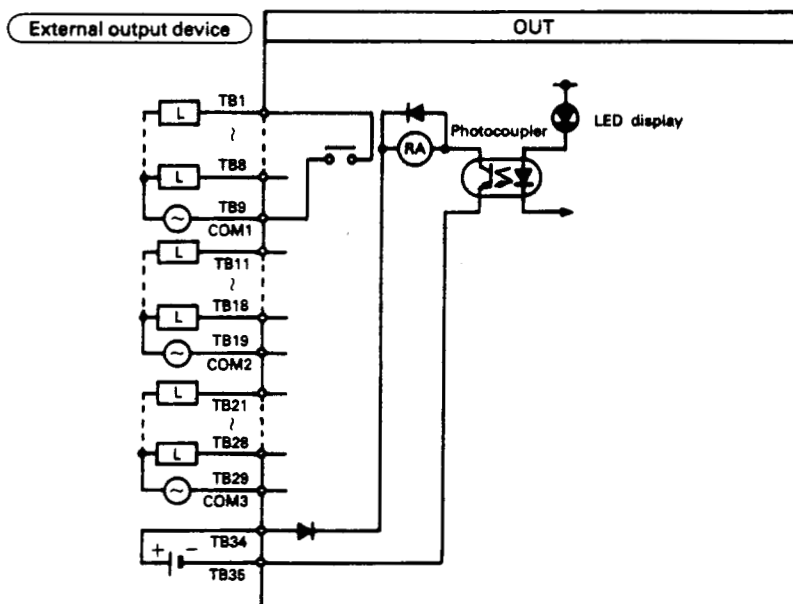 External output device
OUT
L
TB1
~
L
TB8
~
TB9
COM1
L
TB11
~
L
TB18
~
TB19
COM2
L
TB21
~
L
TB28
~
TB29
COM3
TB34
+ −
TB35
RA
Photocoupler
LED display